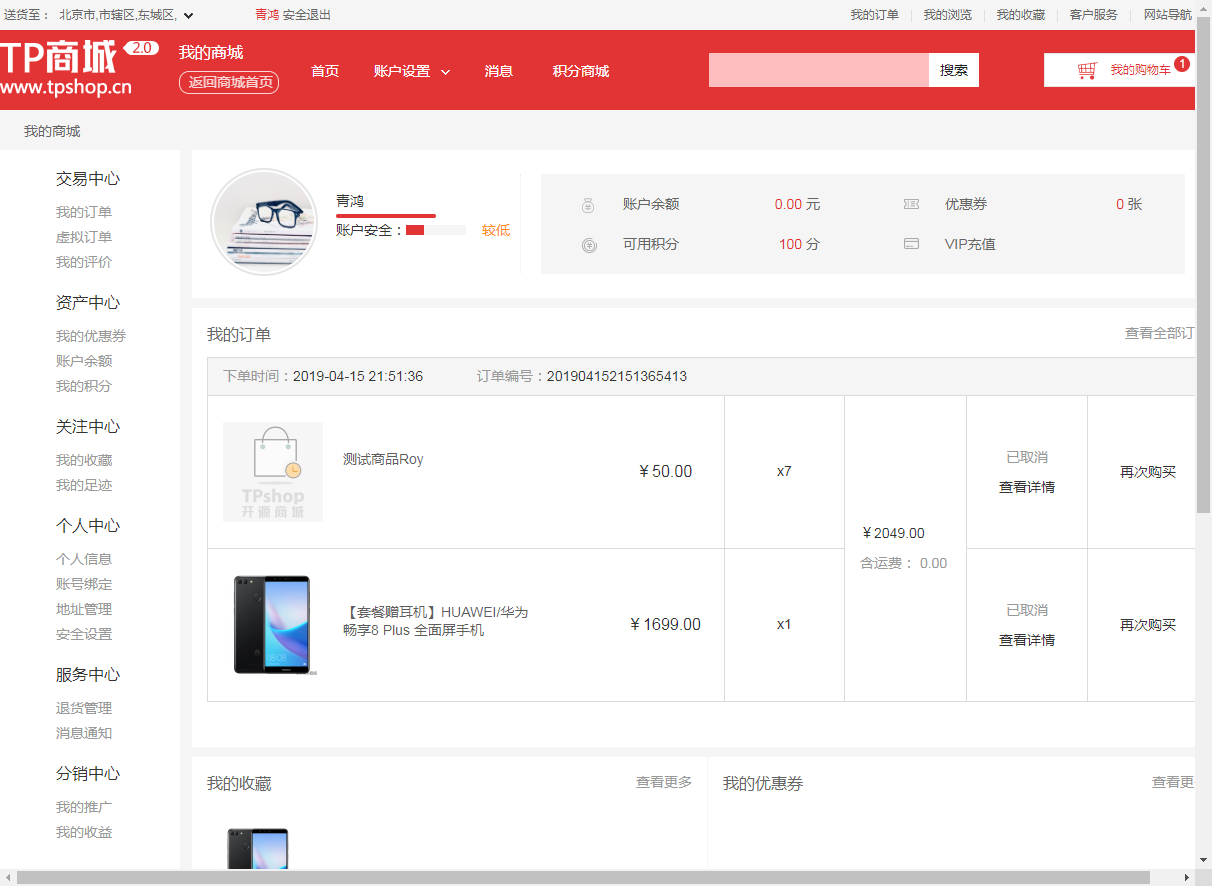 送货至： 北京市,市辖区,东城区,
青鸿 安全退出
我的订单 我的浏览 我的收藏 客户服务 网站导航
TP商城 2.0
www.tpshop.cn
我的商城
返回商城首页
首页 账户设置 消息 积分商城
搜索
我的购物车 1
我的商城
交易中心
我的订单
虚拟订单
我的评价
资产中心
我的优惠券
账户余额
我的积分
关注中心
我的收藏
我的足迹
个人中心
个人信息
账号绑定
地址管理
安全设置
服务中心
退货管理
消息通知
分销中心
我的推广
我的收益
青鸿
账户安全： 较低
账户余额 0.00 元 优惠券 0 张
可用积分 100 分 VIP充值
我的订单 查看全部订
下单时间：2019-04-15 21:51:36 订单编号：201904152151365413
TPshop
开源商城
测试商品Roy
￥50.00
x7
已取消
查看详情
再次购买
￥2049.00
含运费： 0.00
【套餐赠耳机】HUAWEI/华为
畅享8 Plus 全面屏手机
￥1699.00
x1
已取消
查看详情
再次购买
我的收藏 查看更多
我的优惠券 查看更